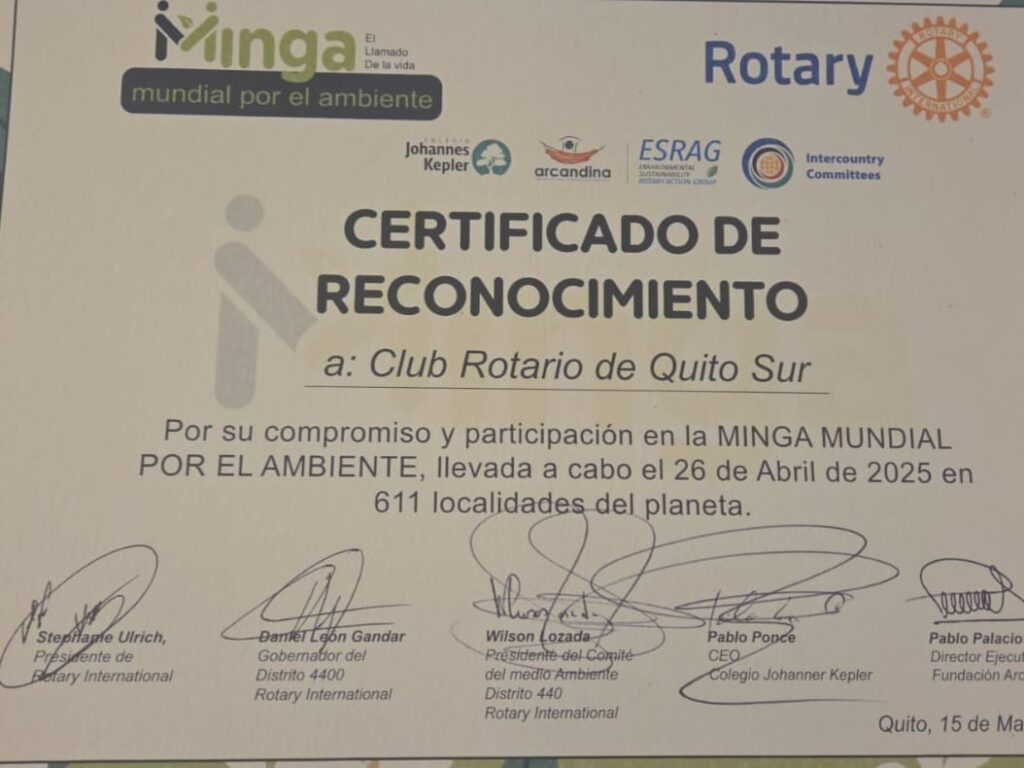 Minga
El
Llamado
De la vida
mundial por el ambiente
Rotary
ROTARY
INTERNATIONAL
COLEGIO
Johannes
Kepler
arcandina
ESRAG
ENVIRONMENTAL
SUSTAINABILITY
ROTARY ACTION GROUP
Intercountry
Committees
CERTIFICADO DE
RECONOCIMIENTO
a: Club Rotario de Quito Sur
Por su compromiso y participación en la MINGA MUNDIAL
POR EL AMBIENTE, llevada a cabo el 26 de Abril de 2025 en
611 localidades del planeta.
Stephanie Ulrich,
Presidente de
Rotary International
Daniel León Gandar
Gobernador del
Distrito 4400
Rotary International
Wilson Lozada
Presidente del Comité
del medio Ambiente
Distrito 440
Rotary International
Pablo Ponce
CEO
Colegio Johanner Kepler
Pablo Palacio
Director Ejecut
Fundación Arc
Quito, 15 de Ma